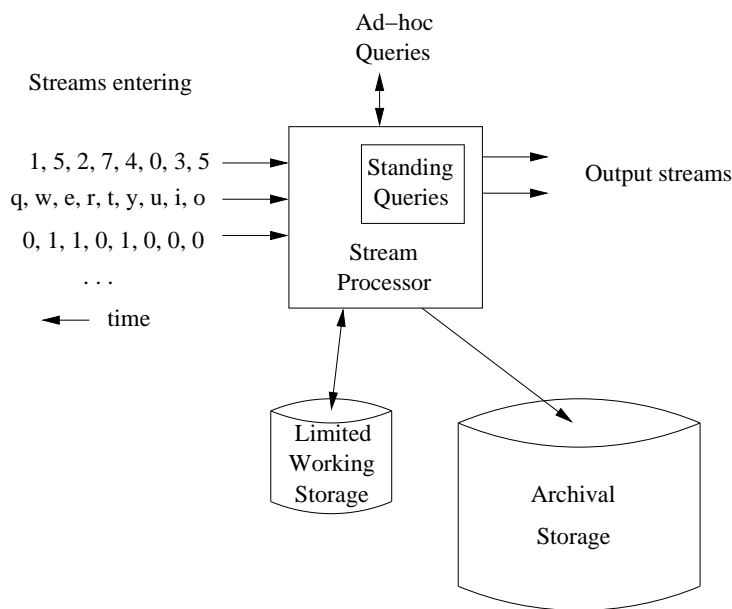 Ad−hoc
Queries
Streams entering
1, 5, 2, 7, 4, 0, 3, 5
q, w, e, r, t, y, u, i, o
0, 1, 1, 0, 1, 0, 0, 0
. . .
time
Standing
Queries
Stream
Processor
Output streams
Limited
Working
Storage
Archival
Storage